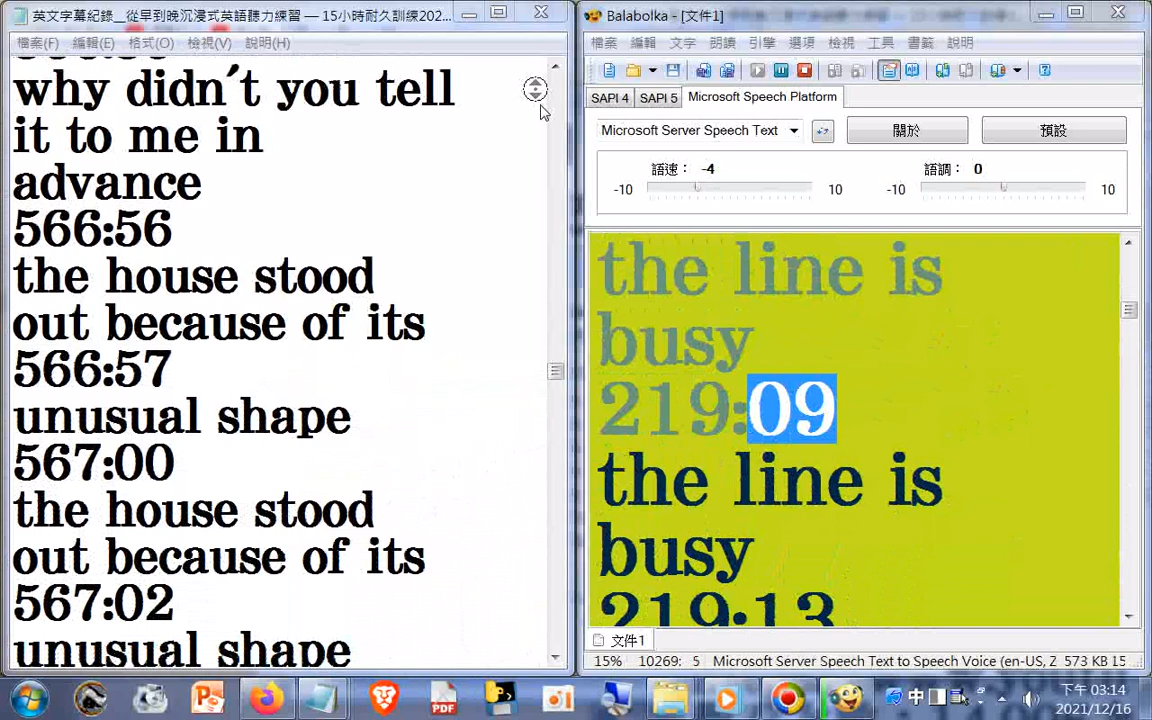 英文字幕紀錄__從早到晚沉浸式英語聽力練習 — 15小時耐久訓練202...
檔案(F) 編輯(E) 格式(O) 檢視(V) 說明(H)
why didn't you tell
it to me in
advance
566:56
the house stood
out because of its
566:57
unusual shape
567:00
the house stood
out because of its
567:02
unusual shape
Balabolka - [文件1]
檔案 編輯 文字 朗讀 引擎 選項 檢視 工具 書籤 說明
SAPI 4 SAPI 5 Microsoft Speech Platform
Microsoft Server Speech Text 關於 預設
語速： -4 語調： 0
-10 10 -10 10
the line is
busy
219:09
the line is
busy
219:13
文件1
15% 10269: 5 Microsoft Server Speech Text to Speech Voice (en-US, Z 573 KB 15
中 下午 03:14
2021/12/16